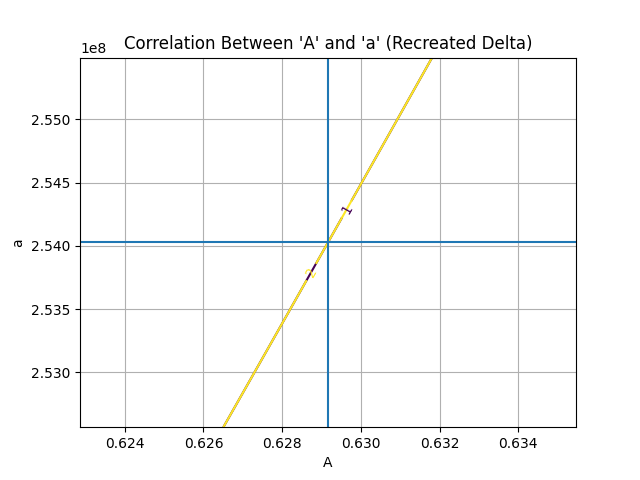 Correlation Between 'A' and 'a' (Recreated Delta)
1e8
2.550
2.545
2.540
2.535
2.530
a
1
2
0.624 0.626 0.628 0.630 0.632 0.634
A